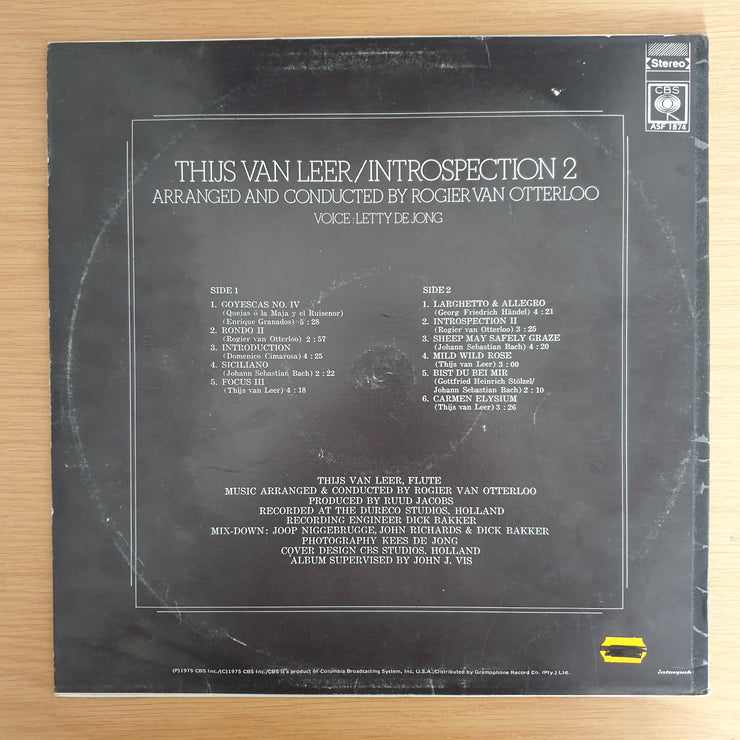 Stereo
CBS
ASF 1874
THIJS VAN LEER/INTROSPECTION 2
ARRANGED AND CONDUCTED BY ROGIER VAN OTTERLOO
VOICE: LETTY DE JONG
SIDE 1
1. GOYESCAS NO. IV
(Quejas ó la Maja y el Ruisenor)
(Enrique Granados) 5 : 28
2. RONDO II
(Rogier van Otterloo) 2 : 57
3. INTRODUCTION
(Domenico Cimarosa) 4 : 25
4. SICILIANO
(Johann Sebastian Bach) 2 : 22
5. FOCUS III
(Thijs van Leer) 4 : 18
SIDE 2
1. LARGHETTO & ALLEGRO
(Georg Friedrich Händel) 4 : 21
2. INTROSPECTION II
(Rogier van Otterloo) 3 : 25
3. SHEEP MAY SAFELY GRAZE
(Johann Sebastian Bach) 4 : 20
4. MILD WILD ROSE
(Thijs van Leer) 3 : 00
5. BIST DU BEI MIR
(Gottfried Heinrich Stölzel/
Johann Sebastian Bach) 2 : 10
6. CARMEN ELYSIUM
(Thijs van Leer) 3 : 26
THIJS VAN LEER, FLUTE
MUSIC ARRANGED & CONDUCTED BY ROGIER VAN OTTERLOO
PRODUCED BY RUUD JACOBS
RECORDED AT THE DURECO STUDIOS, HOLLAND
RECORDING ENGINEER DICK BAKKER
MIX-DOWN: JOOP NIGGEBRUGGE, JOHN RICHARDS & DICK BAKKER
PHOTOGRAPHY KEES DE JONG
COVER DESIGN CBS STUDIOS, HOLLAND
ALBUM SUPERVISED BY JOHN J. VIS
(P)1975 CBS Inc./(C)1975 CBS Inc./CBS is a product of Columbia Broadcasting System, Inc. U.S.A./Distributed by Gramophone Record Co. (Pty.) Ltd.